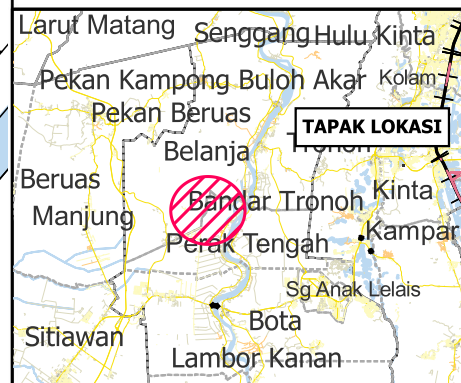 Larut Matang
Senggang Hulu Kinta
Pekan Kampong Buloh Akar
Kolam
Pekan Beruas
TAPAK LOKASI
Belanja
Beruas
Bandar Tronoh
Kinta
Manjung
Perak Tengah
Kampar
Sg Anak Lelais
Bota
Sitiawan
Lambor Kanan